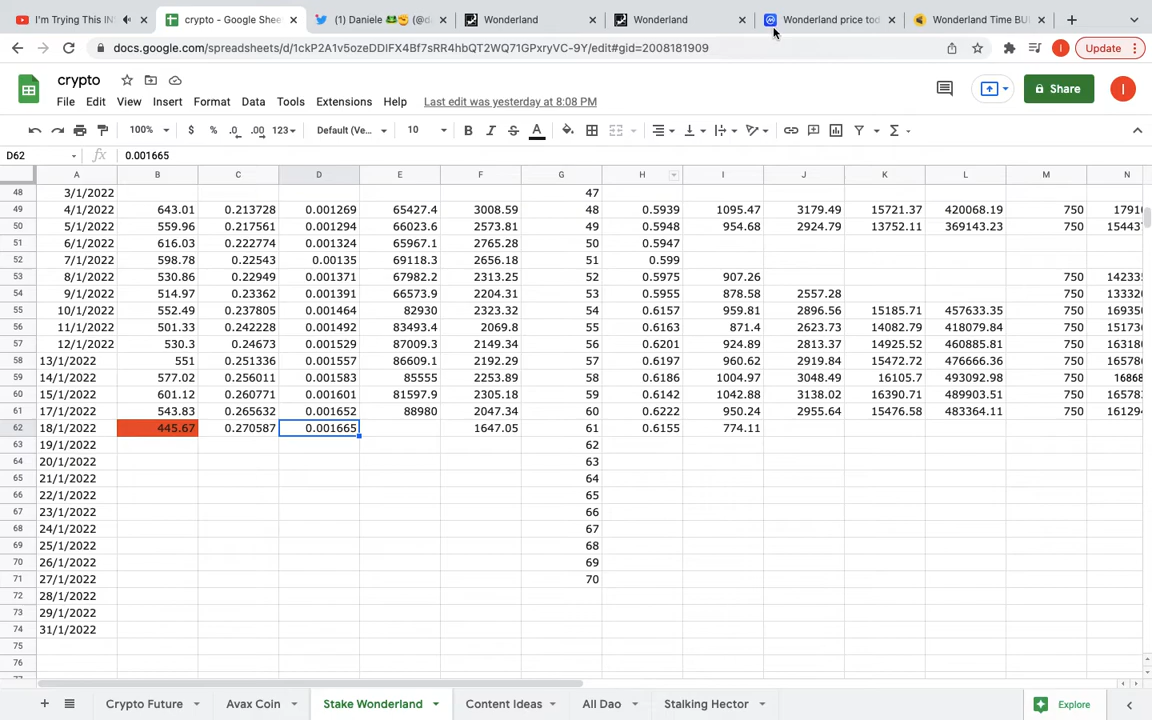 I'm Trying This IN
crypto - Google Shee
(1) Daniele 🐸✊ (@da
Wonderland
Wonderland
Wonderland price tod
Wonderland Time BU
docs.google.com/spreadsheets/d/1ckP2A1v5ozeDDIFX4Bf7sRR4hbQT2WQ71GPxryVC-9Y/edit#gid=2008181909
I
Update
crypto
File Edit View Insert Format Data Tools Extensions Help Last edit was yesterday at 8:08 PM
Share
I
100% $ % .0 .00 123 Default (Ve... 10 B I S A
D62 fx 0.001665
A B C D E F G H I J K L M N
48 3/1/2022 47
49 4/1/2022 643.01 0.213728 0.001269 65427.4 3008.59 48 0.5939 1095.47 3179.49 15721.37 420068.19 750 1791
50 5/1/2022 559.96 0.217561 0.001294 66023.6 2573.81 49 0.5948 954.68 2924.79 13752.11 369143.23 750 15443
51 6/1/2022 616.03 0.222774 0.001324 65967.1 2765.28 50 0.5947
52 7/1/2022 598.78 0.22543 0.00135 69118.3 2656.18 51 0.599
53 8/1/2022 530.86 0.22949 0.001371 67982.2 2313.25 52 0.5975 907.26 750 14233
54 9/1/2022 514.97 0.23362 0.001391 66573.9 2204.31 53 0.5955 878.58 2557.28 750 13332
55 10/1/2022 552.49 0.237805 0.001464 82930 2323.32 54 0.6157 959.81 2896.56 15185.71 457633.35 750 16935
56 11/1/2022 501.33 0.242228 0.001492 83493.4 2069.8 55 0.6163 871.4 2623.73 14082.79 418079.84 750 15173
57 12/1/2022 530.3 0.24673 0.001529 87009.3 2149.34 56 0.6201 924.89 2813.37 14925.52 460885.81 750 16318
58 13/1/2022 551 0.251336 0.001557 86609.1 2192.29 57 0.6197 960.62 2919.84 15472.72 476666.36 750 16578
59 14/1/2022 577.02 0.256011 0.001583 85555 2253.89 58 0.6186 1004.97 3048.49 16105.7 493092.98 750 16868
60 15/1/2022 601.12 0.260771 0.001601 81597.9 2305.18 59 0.6142 1042.88 3138.02 16390.71 489903.51 750 16578
61 17/1/2022 543.83 0.265632 0.001652 88980 2047.34 60 0.6222 950.24 2955.64 15476.58 483364.11 750 16129
62 18/1/2022 445.67 0.270587 0.001665 1647.05 61 0.6155 774.11
63 19/1/2022 62
64 20/1/2022 63
65 21/1/2022 64
66 22/1/2022 65
67 23/1/2022 66
68 24/1/2022 67
69 25/1/2022 68
70 26/1/2022 69
71 27/1/2022 70
72 28/1/2022
73 29/1/2022
74 31/1/2022
75
76
Crypto Future Avax Coin Stake Wonderland Content Ideas All Dao Stalking Hector Explore